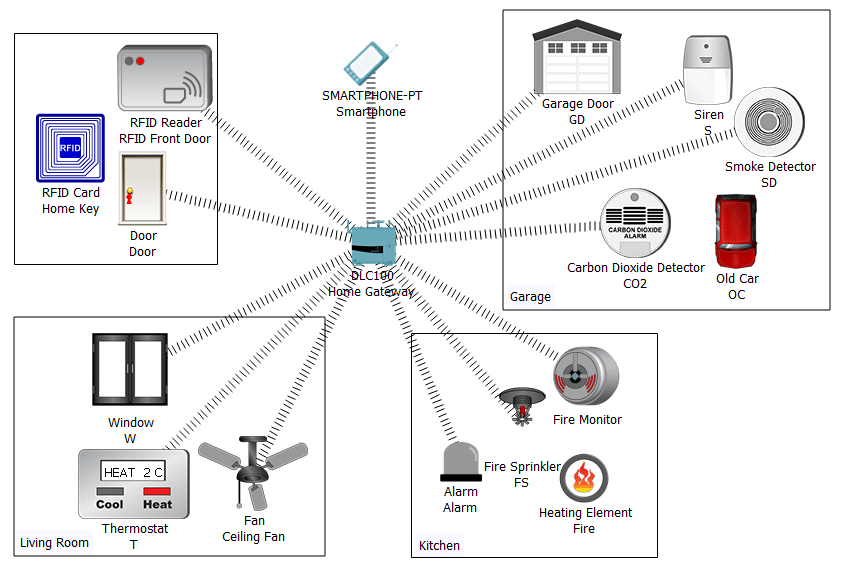 RFID Reader
RFID Front Door
RFID
RFID Card
Home Key
Door
Door
SMARTPHONE-PT
Smartphone
DLC100
Home Gateway
Garage Door
GD
Siren
S
Smoke Detector
SD
CARBON DIOXIDE
ALARM
Carbon Dioxide Detector
CO2
Old Car
OC
Garage
Window
W
HEAT 2 C
Cool
Heat
Thermostat
T
Fan
Ceiling Fan
Living Room
Fire Monitor
Fire Sprinkler
FS
Alarm
Alarm
Heating Element
Fire
Kitchen